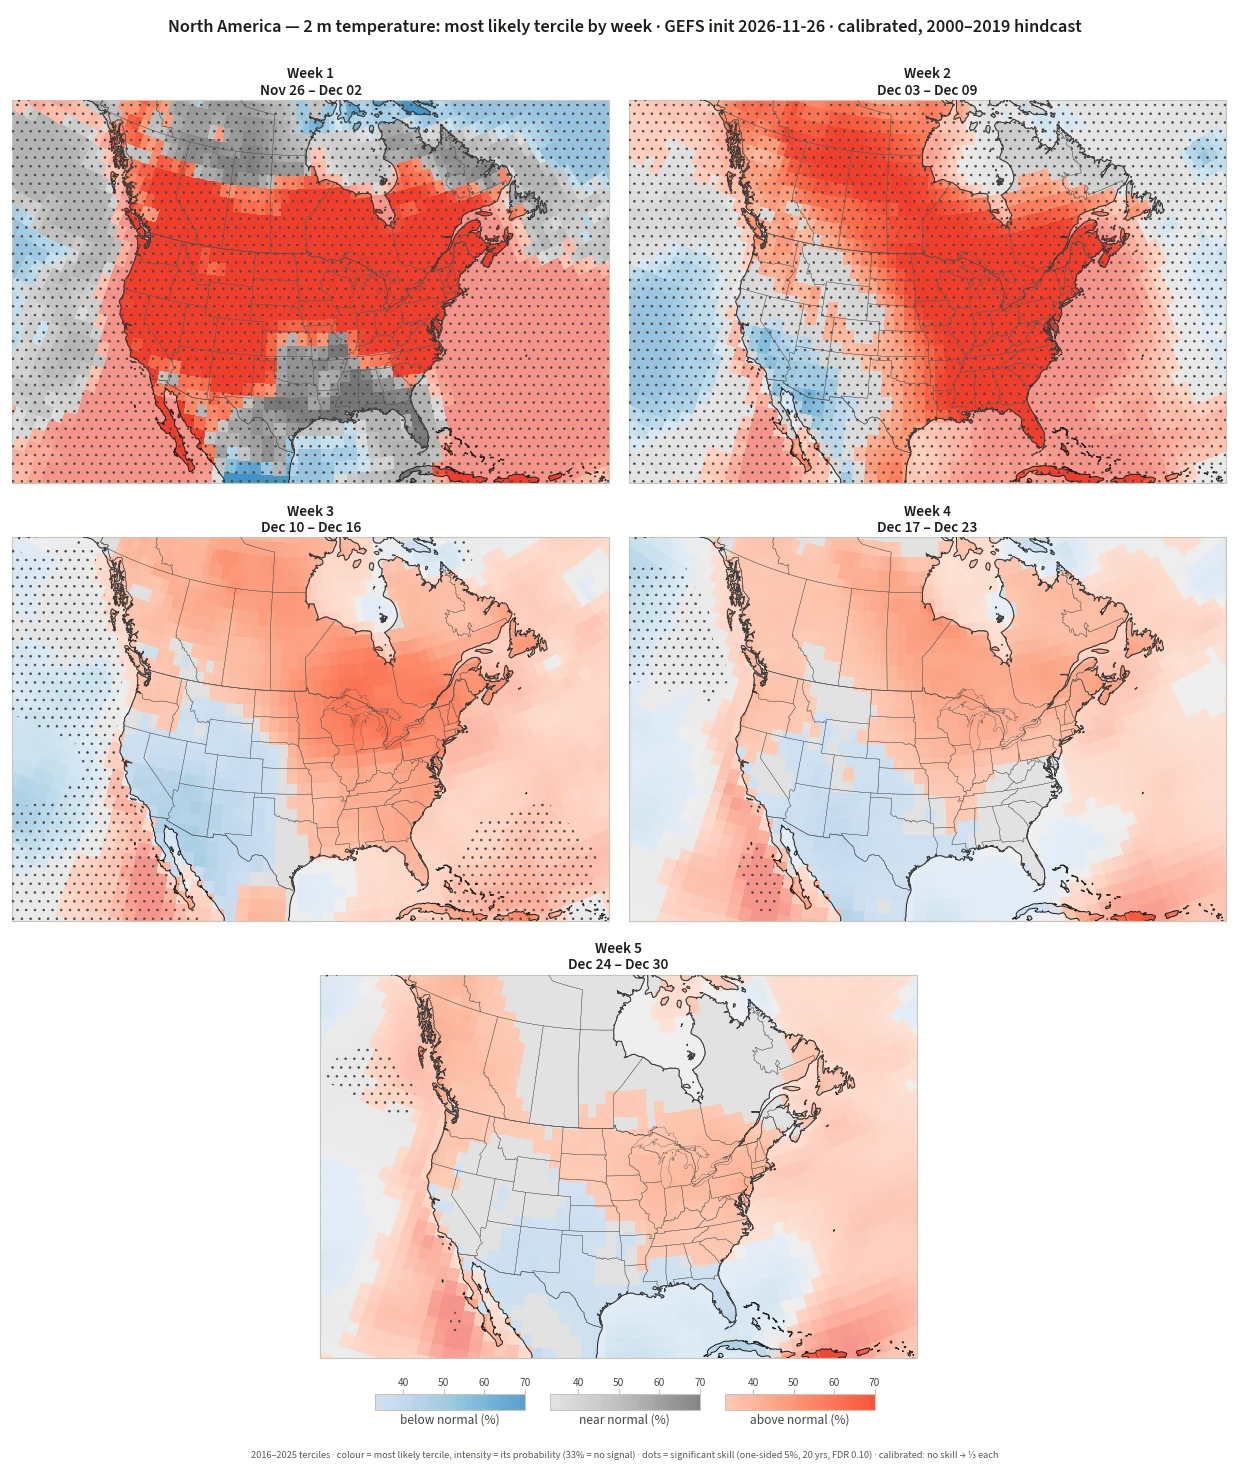 North America — 2 m temperature: most likely tercile by week · GEFS init 2026-11-26 · calibrated, 2000–2019 hindcast
Week 1
Nov 26 – Dec 02
Week 2
Dec 03 – Dec 09
Week 3
Dec 10 – Dec 16
Week 4
Dec 17 – Dec 23
Week 5
Dec 24 – Dec 30
40 50 60 70
below normal (%)
40 50 60 70
near normal (%)
40 50 60 70
above normal (%)
2016–2025 terciles · colour = most likely tercile, intensity = its probability (33% = no signal) · dots = significant skill (one-sided 5%, 20 yrs, FDR 0.10) · calibrated: no skill → ⅓ each